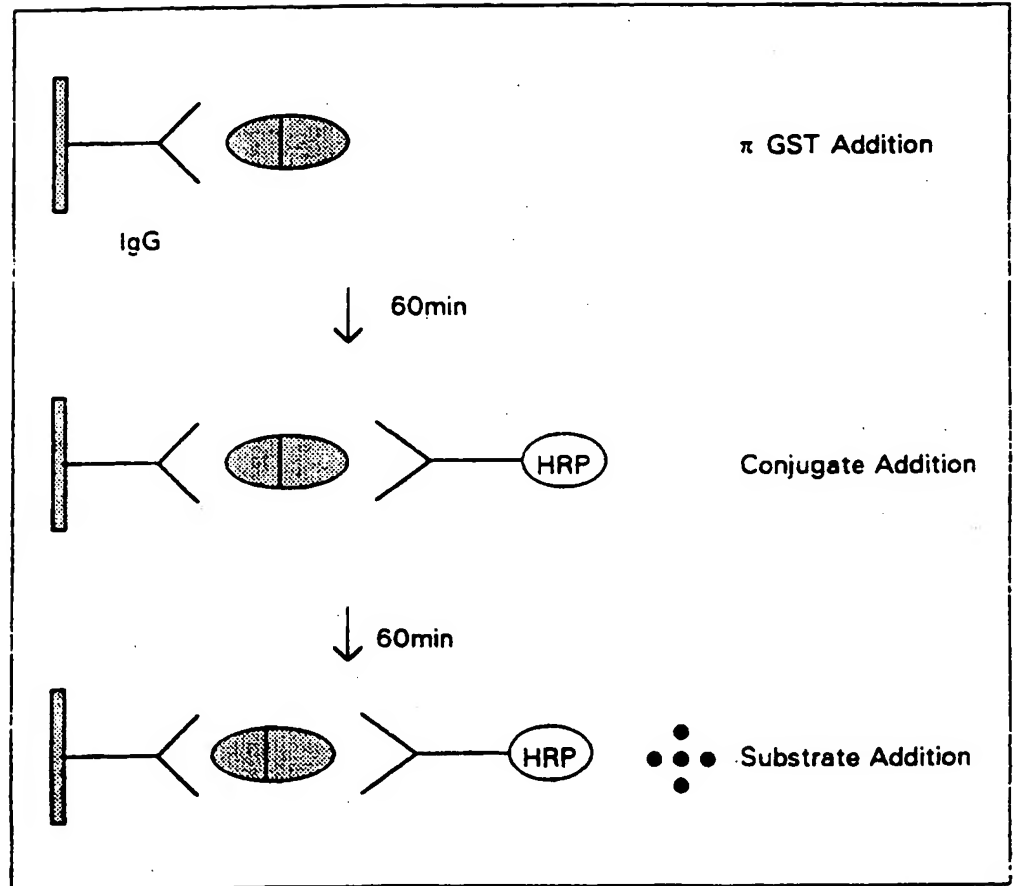 π GST Addition
IgG
60min
HRP
Conjugate Addition
60min
HRP
Substrate Addition